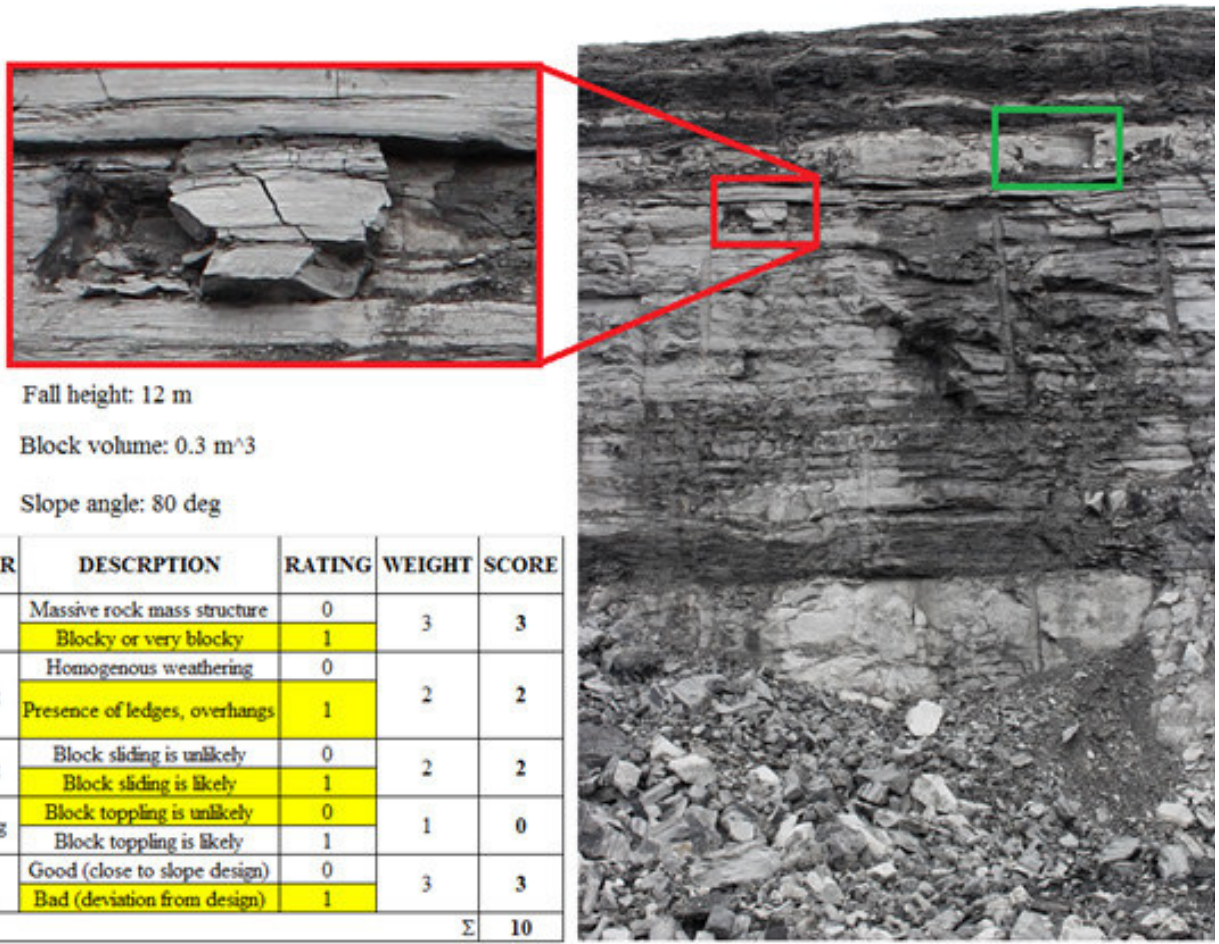 Fall height: 12 m
Block volume: 0.3 m^3
Slope angle: 80 deg
R DESCRPTION RATING WEIGHT SCORE
Massive rock mass structure 0
3 3
Blocky or very blocky 1
Homogenous weathering 0
2 2
Presence of ledges, overhangs 1
Block sliding is unlikely 0
2 2
Block sliding is likely 1
Block toppling is unlikely 0
g 1 0
Block toppling is likely 1
Good (close to slope design) 0
3 3
Bad (deviation from design) 1
Σ 10